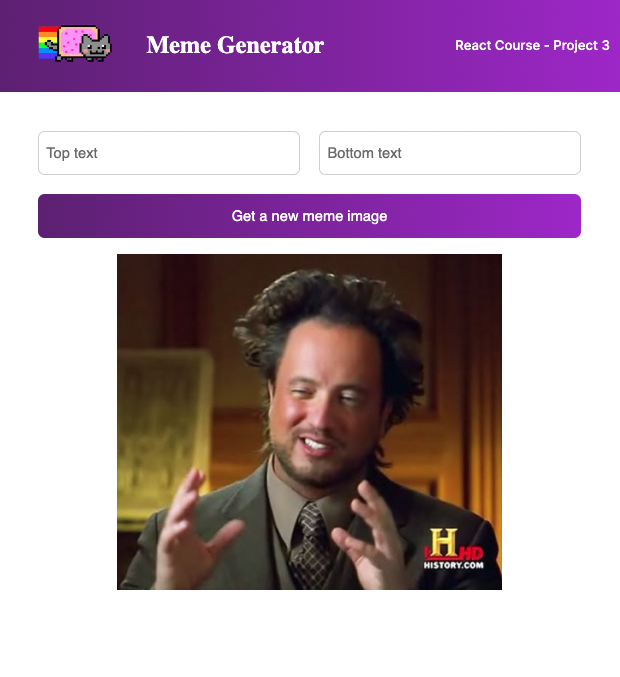 Meme Generator
React Course - Project 3
Top text
Bottom text
Get a new meme image
H HD
HISTORY.COM